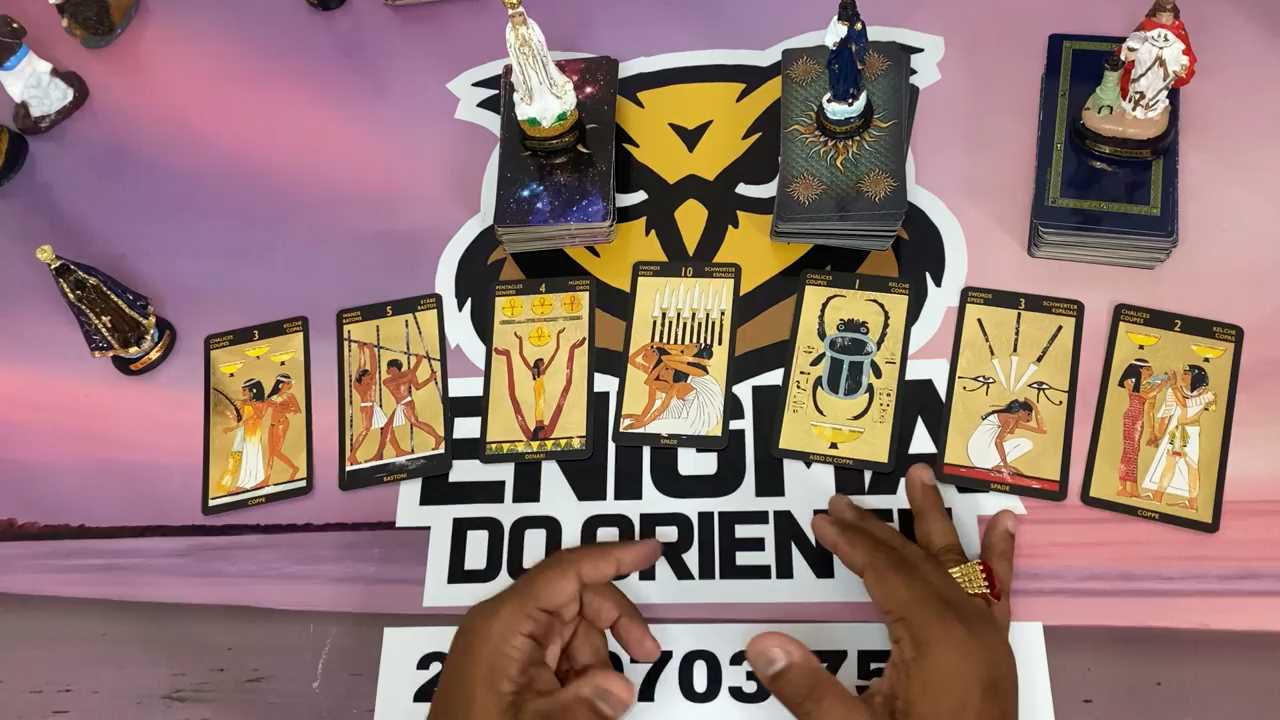 3
CHALICES
COUPES
KELCHE
COPAS
COPPE
5
WANDS
BATONS
STÄBE
BASTOS
BASTONI
4
PENTACLES
DENIERS
MÜNZEN
OROS
DENARI
10
SWORDS
EPEES
SCHWERTER
ESPADAS
SPADE
1
CHALICES
COUPES
KELCHE
COPAS
ASSO DI COPPE
3
SWORDS
EPEES
SCHWERTER
ESPADAS
SPADE
2
CHALICES
COUPES
KELCHE
COPAS
COPPE
ENIGMA
DO ORIENTE